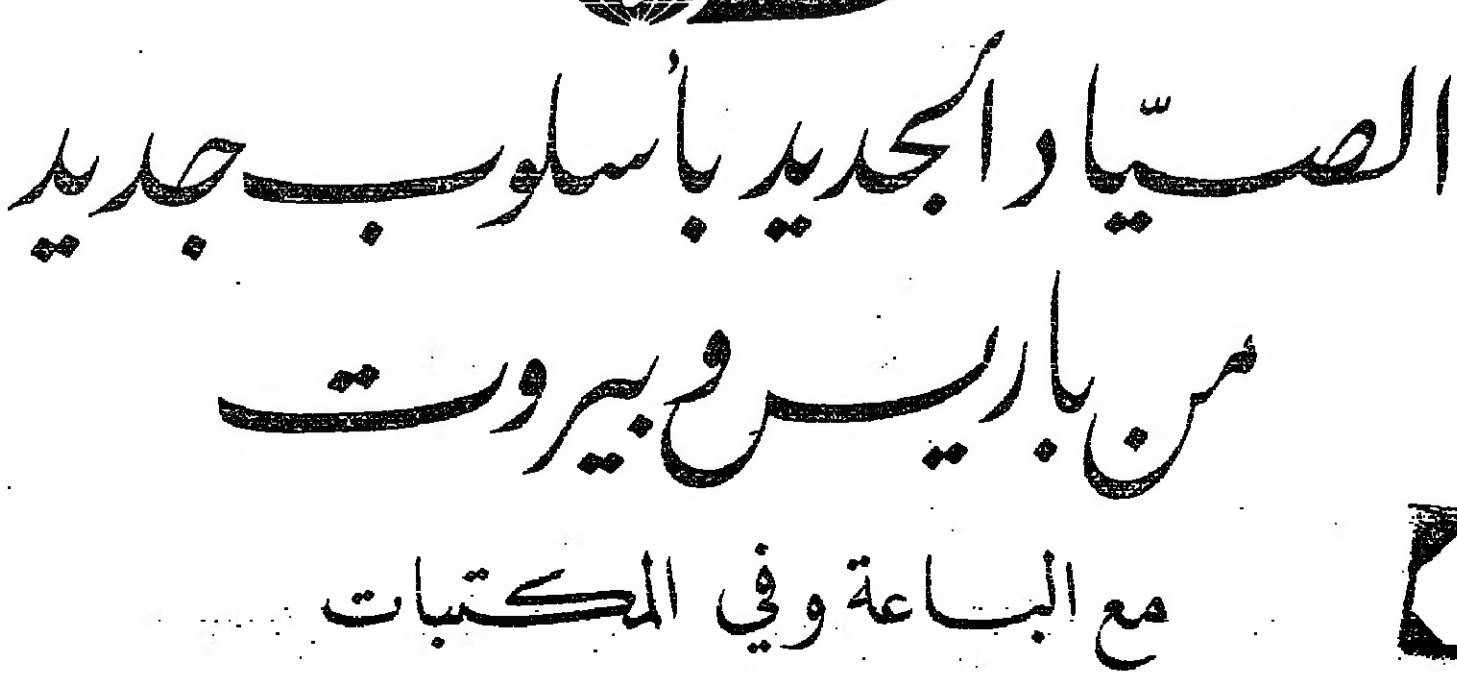 الصيّاد الجديد بأسلوب جديد
من باريس وبيروت
مع الباعة وفي المكتبات